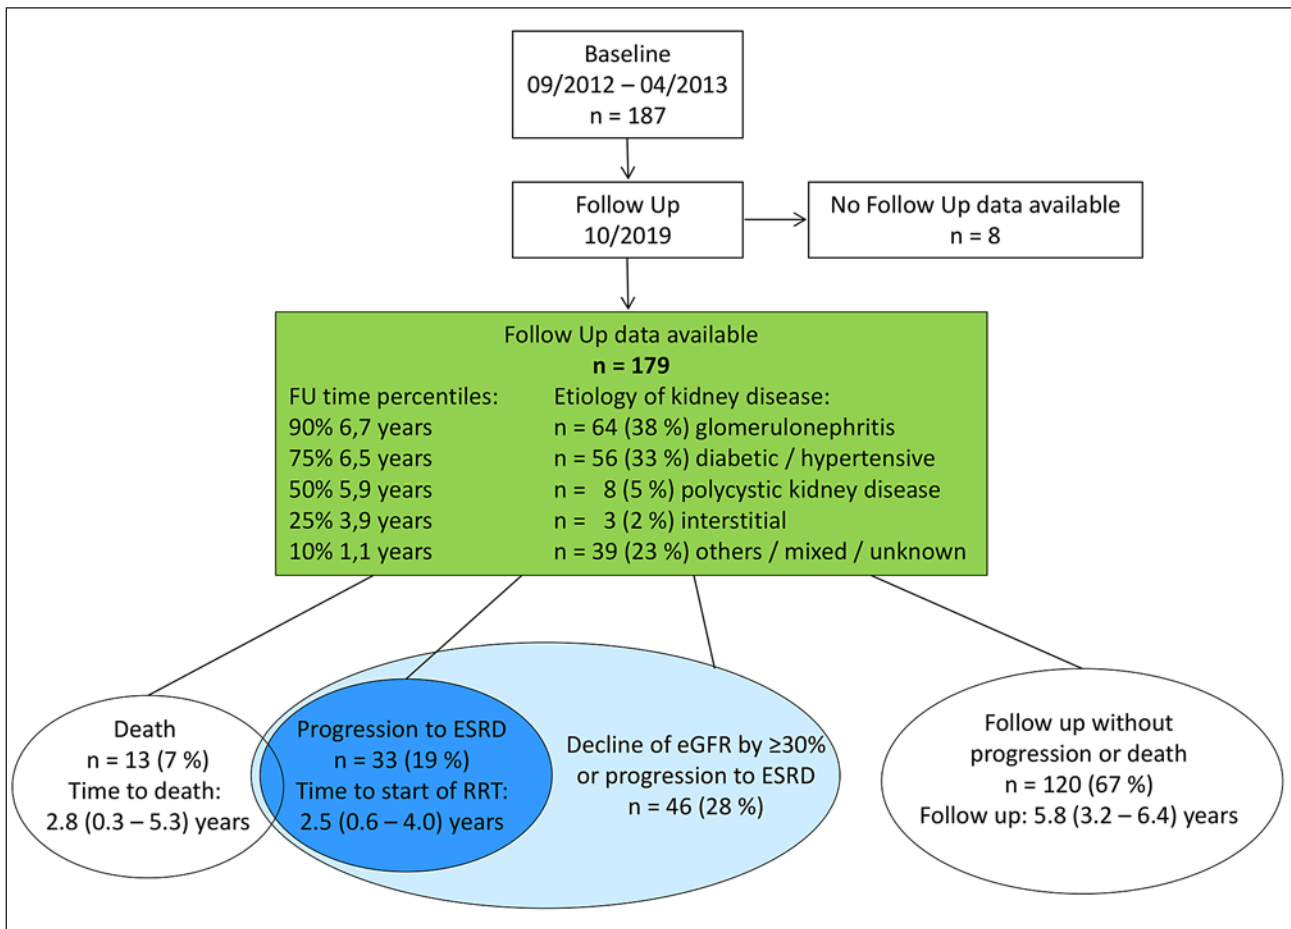 Baseline
09/2012 – 04/2013
n = 187
Follow Up
10/2019
No Follow Up data available
n = 8
Follow Up data available
n = 179
FU time percentiles:
90% 6,7 years
75% 6,5 years
50% 5,9 years
25% 3,9 years
10% 1,1 years
Etiology of kidney disease:
n = 64 (38 %) glomerulonephritis
n = 56 (33 %) diabetic / hypertensive
n = 8 (5 %) polycystic kidney disease
n = 3 (2 %) interstitial
n = 39 (23 %) others / mixed / unknown
Death
n = 13 (7 %)
Time to death:
2.8 (0.3 – 5.3) years
Progression to ESRD
n = 33 (19 %)
Time to start of RRT:
2.5 (0.6 – 4.0) years
Decline of eGFR by ≥30%
or progression to ESRD
n = 46 (28 %)
Follow up without
progression or death
n = 120 (67 %)
Follow up: 5.8 (3.2 – 6.4) years